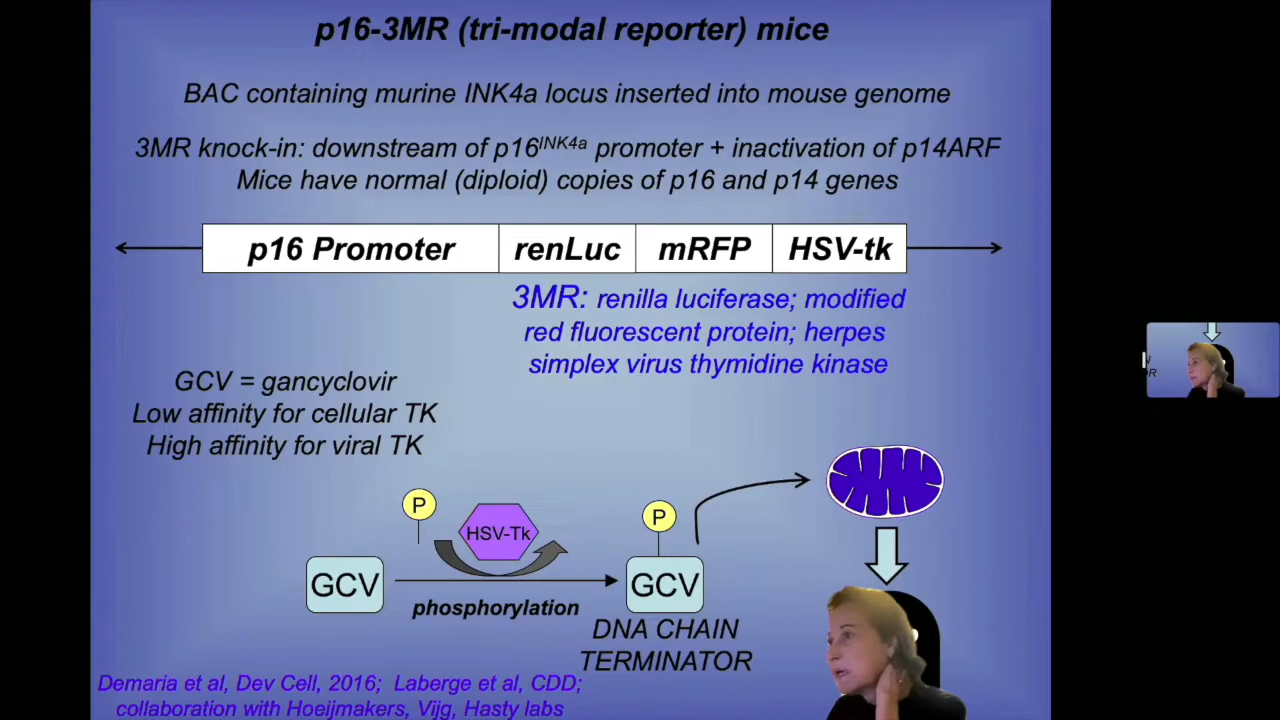 p16-3MR (tri-modal reporter) mice
BAC containing murine INK4a locus inserted into mouse genome
3MR knock-in: downstream of p16INK4a promoter + inactivation of p14ARF
Mice have normal (diploid) copies of p16 and p14 genes
p16 Promoter renLuc mRFP HSV-tk
3MR: renilla luciferase; modified
red fluorescent protein; herpes
simplex virus thymidine kinase
GCV = gancyclovir
Low affinity for cellular TK
High affinity for viral TK
P
HSV-Tk
P
GCV
GCV
phosphorylation
DNA CHAIN
TERMINATOR
Demaria et al, Dev Cell, 2016; Laberge et al, CDD;
collaboration with Hoeijmakers, Vijg, Hasty labs